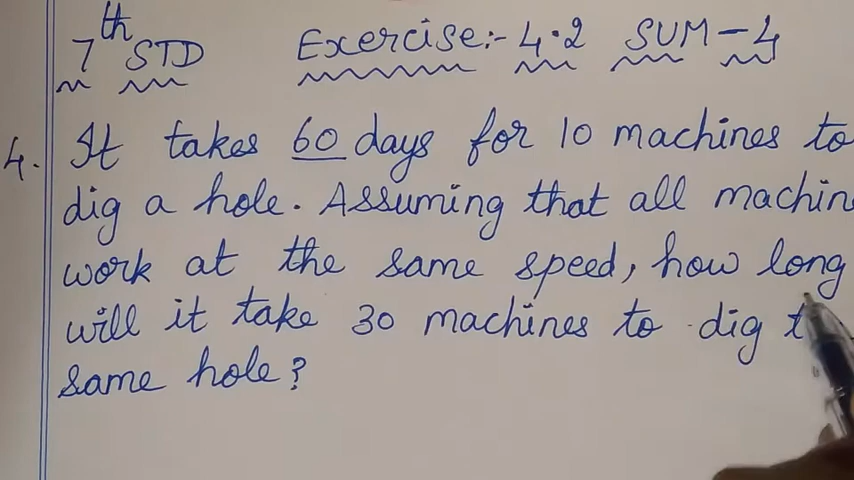 7th STD Exercise:- 4.2 SUM-4
4. It takes 60 days for 10 machines to
dig a hole. Assuming that all machin
work at the same speed, how long
will it take 30 machines to dig t
same hole?